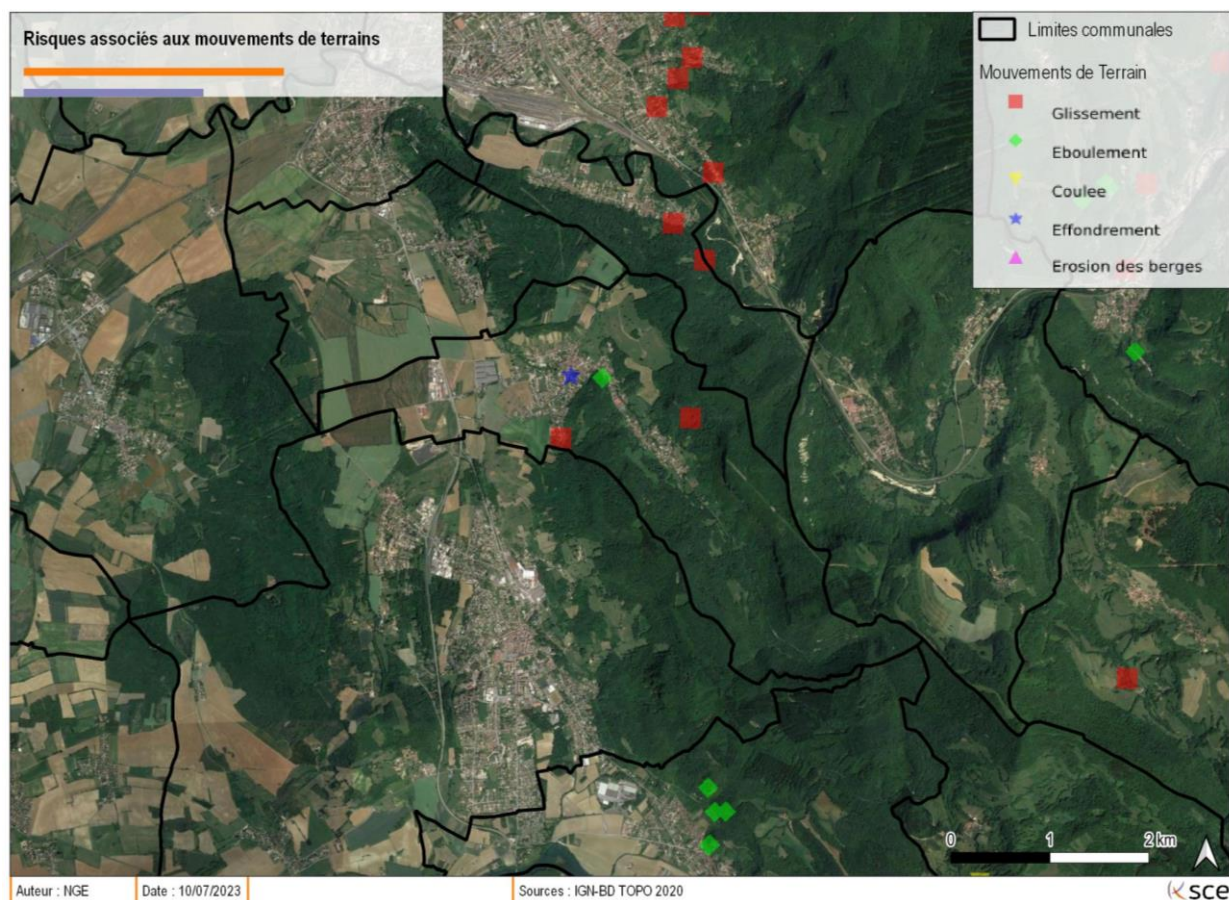 Risques associés aux mouvements de terrains
Limites communales
Mouvements de Terrain
Glissement
Eboulement
Coulee
Effondrement
Erosion des berges
0 1 2 km
Auteur : NGE
Date : 10/07/2023
Sources : IGN-BD TOPO 2020
sce